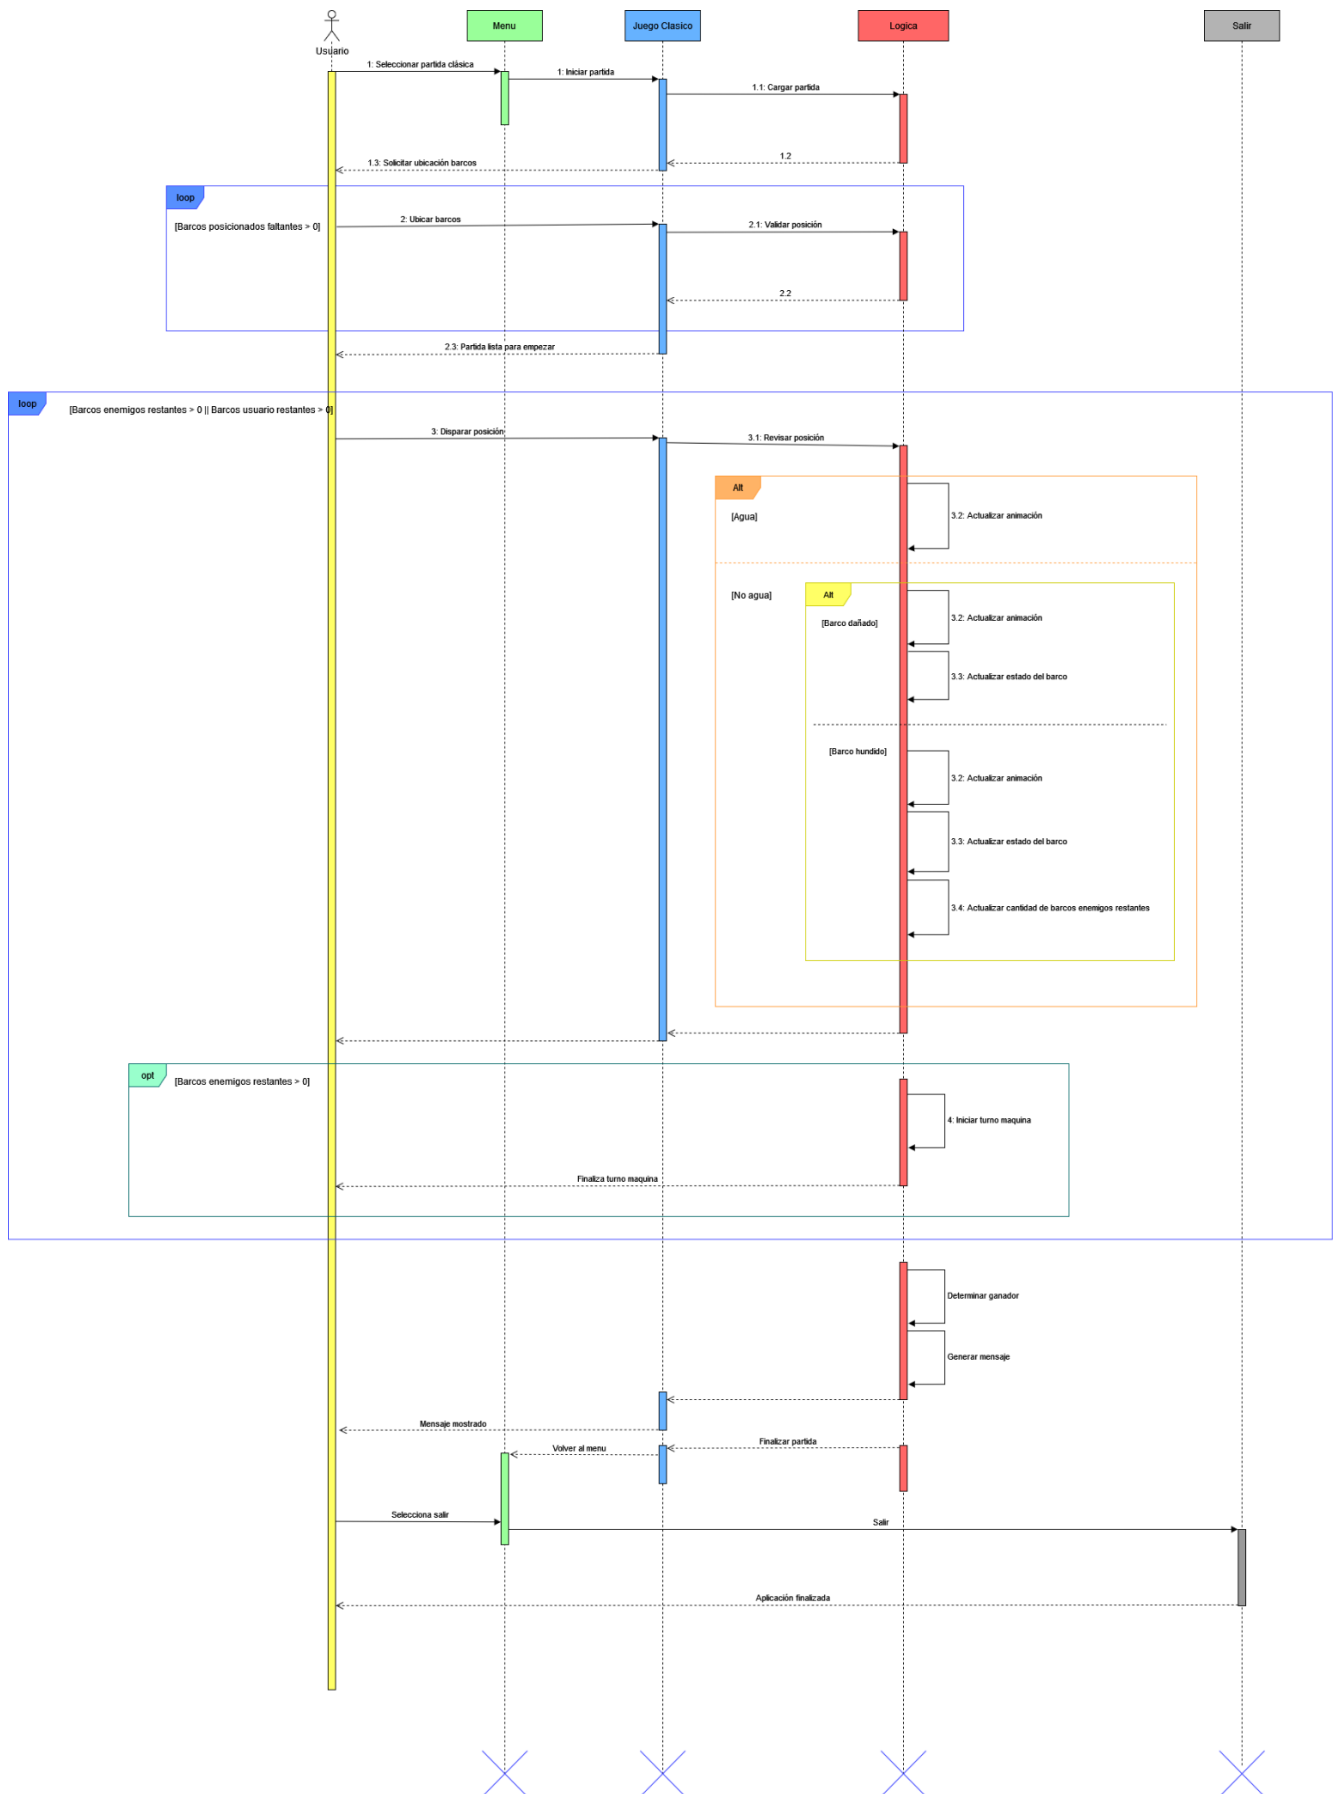 Usuario
Menu
Juego Clasico
Logica
Salir
1: Seleccionar partida clásica
1: Iniciar partida
1.1: Cargar partida
1.2
1.3: Solicitar ubicación barcos
loop
[Barcos posicionados faltantes > 0]
2: Ubicar barcos
2.1: Validar posición
2.2
2.3: Partida lista para empezar
loop
[Barcos enemigos restantes > 0 || Barcos usuario restantes > 0]
3: Disparar posición
3.1: Revisar posición
Alt
[Agua]
3.2: Actualizar animación
[No agua]
Alt
[Barco dañado]
3.2: Actualizar animación
3.3: Actualizar estado del barco
[Barco hundido]
3.2: Actualizar animación
3.3: Actualizar estado del barco
3.4: Actualizar cantidad de barcos enemigos restantes
opt
[Barcos enemigos restantes > 0]
4: Iniciar turno maquina
Finaliza turno maquina
Determinar ganador
Generar mensaje
Mensaje mostrado
Finalizar partida
Volver al menu
Selecciona salir
Salir
Aplicación finalizada